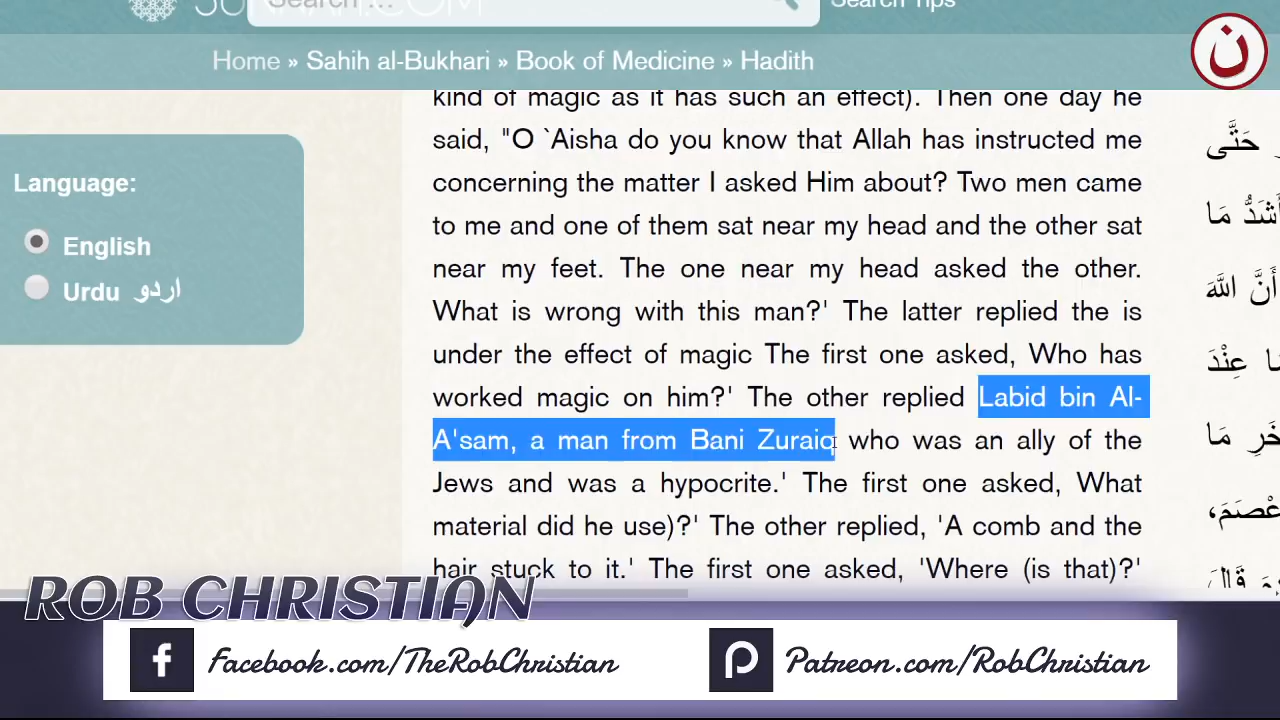 SUNNAH.COM
Search ...
Search Tips
Home » Sahih al-Bukhari » Book of Medicine » Hadith
ن
Language:
English
Urdu اردو
kind of magic as it has such an effect). Then one day he
said, "O `Aisha do you know that Allah has instructed me
concerning the matter I asked Him about? Two men came
to me and one of them sat near my head and the other sat
near my feet. The one near my head asked the other.
What is wrong with this man?' The latter replied the is
under the effect of magic The first one asked, Who has
worked magic on him?' The other replied Labid bin Al-
A'sam, a man from Bani Zuraiq who was an ally of the
Jews and was a hypocrite.' The first one asked, What
material did he use)?' The other replied, 'A comb and the
hair stuck to it.' The first one asked, 'Where (is that)?'
حَتَّى
أَشَدُّ مَا
أَنَّ اللَّهَ
عِنْدَ
مَا
قَالَ
ROB CHRISTIAN
Facebook.com/TheRobChristian
Patreon.com/RobChristian